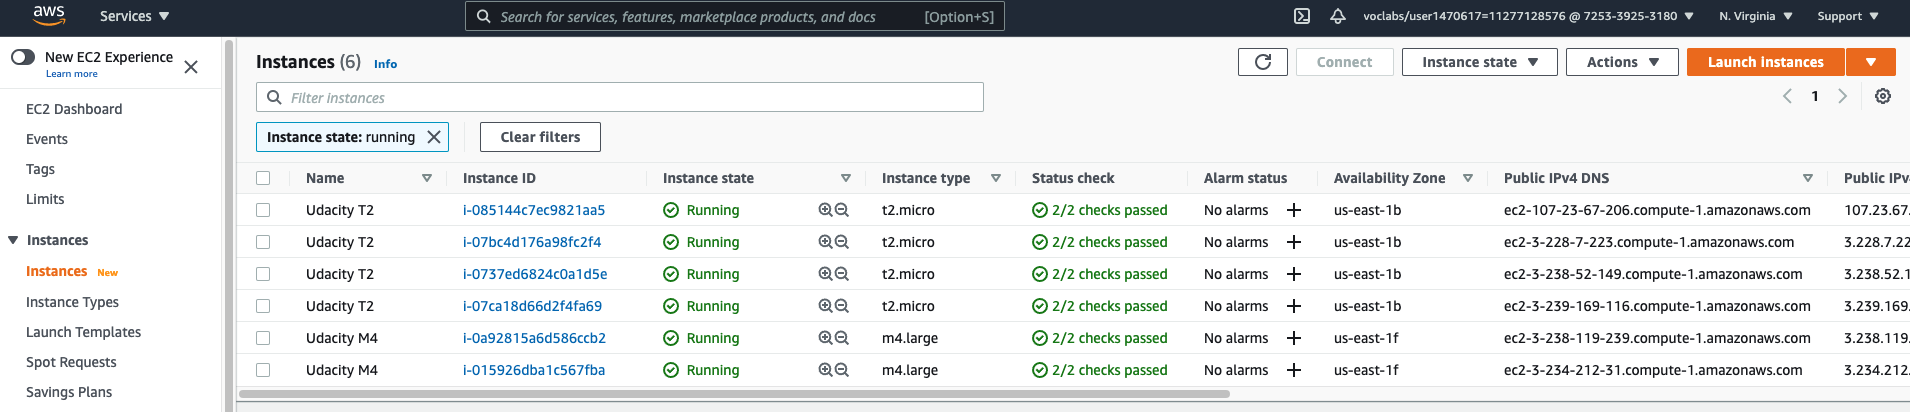 aws Services Search for services, features, marketplace products, and docs [Option+S] voclabs/user1470617=11277128576 @ 7253-3925-3180 N. Virginia Support
New EC2 Experience
Learn more
EC2 Dashboard
Events
Tags
Limits
Instances
Instances New
Instance Types
Launch Templates
Spot Requests
Savings Plans
Instances (6) Info Connect Instance state Actions Launch instances
Filter instances 1
Instance state: running Clear filters
Name Instance ID Instance state Instance type Status check Alarm status Availability Zone Public IPv4 DNS Public IPv
Udacity T2 i-085144c7ec9821aa5 Running t2.micro 2/2 checks passed No alarms us-east-1b ec2-107-23-67-206.compute-1.amazonaws.com 107.23.67.
Udacity T2 i-07bc4d176a98fc2f4 Running t2.micro 2/2 checks passed No alarms us-east-1b ec2-3-228-7-223.compute-1.amazonaws.com 3.228.7.22
Udacity T2 i-0737ed6824c0a1d5e Running t2.micro 2/2 checks passed No alarms us-east-1b ec2-3-238-52-149.compute-1.amazonaws.com 3.238.52.1
Udacity T2 i-07ca18d66d2f4fa69 Running t2.micro 2/2 checks passed No alarms us-east-1b ec2-3-239-169-116.compute-1.amazonaws.com 3.239.169.
Udacity M4 i-0a92815a6d586ccb2 Running m4.large 2/2 checks passed No alarms us-east-1f ec2-3-238-119-239.compute-1.amazonaws.com 3.238.119.
Udacity M4 i-015926dba1c567fba Running m4.large 2/2 checks passed No alarms us-east-1f ec2-3-234-212-31.compute-1.amazonaws.com 3.234.212.